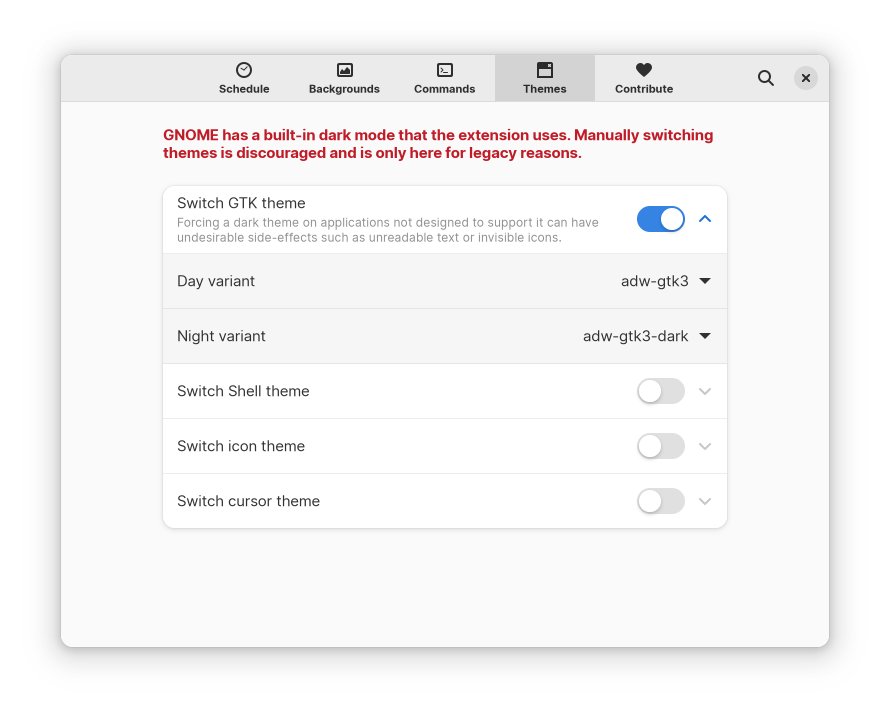 Schedule
Backgrounds
Commands
Themes
Contribute
GNOME has a built-in dark mode that the extension uses. Manually switching
themes is discouraged and is only here for legacy reasons.
Switch GTK theme
Forcing a dark theme on applications not designed to support it can have
undesirable side-effects such as unreadable text or invisible icons.
Day variant
adw-gtk3
Night variant
adw-gtk3-dark
Switch Shell theme
Switch icon theme
Switch cursor theme